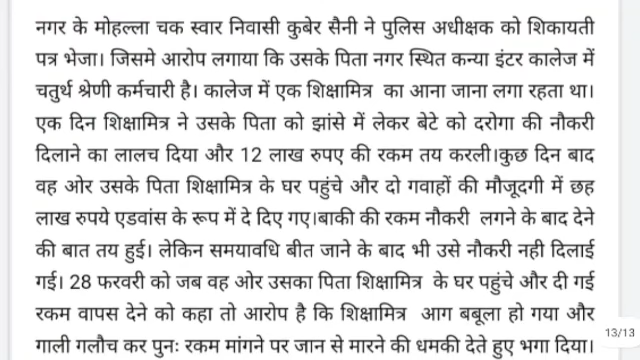 नगर के मोहल्ला चक स्वार निवासी कुबेर सैनी ने पुलिस अधीक्षक को शिकायती
पत्र भेजा। जिसमे आरोप लगाया कि उसके पिता नगर स्थित कन्या इंटर कालेज में
चतुर्थ श्रेणी कर्मचारी है। कालेज में एक शिक्षामित्र का आना जाना लगा रहता था।
एक दिन शिक्षामित्र ने उसके पिता को झांसे में लेकर बेटे को दरोगा की नौकरी
दिलाने का लालच दिया और 12 लाख रुपए की रकम तय करली।कुछ दिन बाद
वह ओर उसके पिता शिक्षामित्र के घर पहुंचे और दो गवाहों की मौजूदगी में छह
लाख रुपये एडवांस के रूप में दे दिए गए।बाकी की रकम नौकरी लगने के बाद देने
की बात तय हुई। लेकिन समयावधि बीत जाने के बाद भी उसे नौकरी नही दिलाई
गई। 28 फरवरी को जब वह ओर उसका पिता शिक्षामित्र के घर पहुंचे और दी गई
रकम वापस देने को कहा तो आरोप है कि शिक्षामित्र आग बबूला हो गया और
गाली गलौच कर पुनः रकम मांगने पर जान से मारने की धमकी देते हुए भगा दिया।
13/13